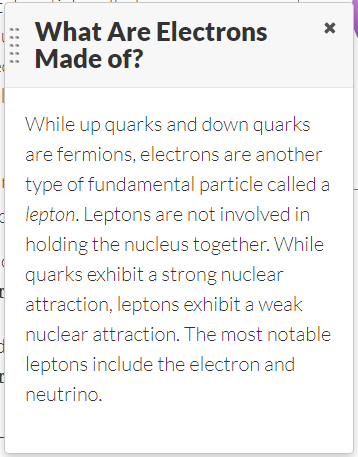 What Are Electrons
Made of?
While up quarks and down quarks
are fermions, electrons are another
type of fundamental particle called a
lepton. Leptons are not involved in
holding the nucleus together. While
quarks exhibit a strong nuclear
attraction, leptons exhibit a weak
nuclear attraction. The most notable
leptons include the electron and
neutrino.